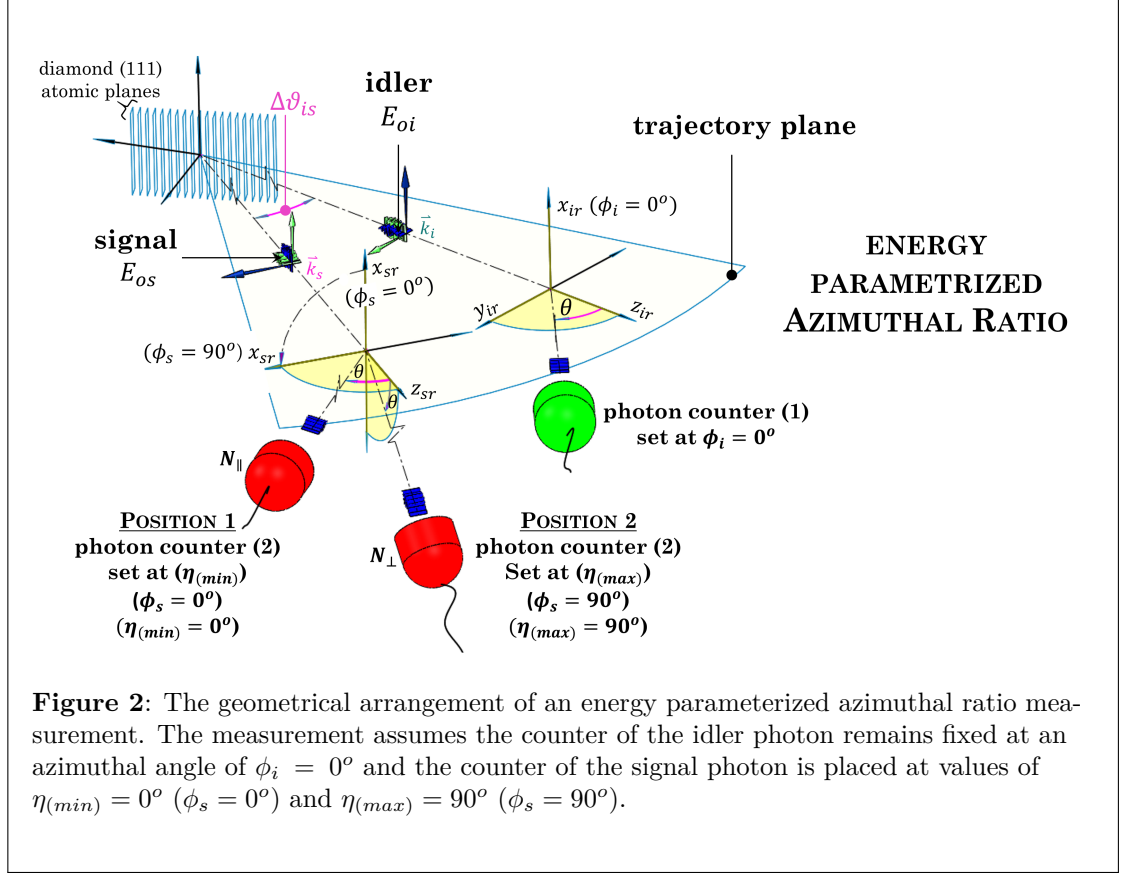 diamond (111)
atomic planes
Δϑ_is
idler
E_oi
trajectory plane
x_ir (ϕ_i = 0°)
signal
E_os
k⃗_i
k⃗_s
x_sr
(ϕ_s = 0°)
ENERGY
PARAMETRIZED
AZIMUTHAL RATIO
y_ir
θ
z_ir
(ϕ_s = 90°) x_sr
θ
z_sr
θ
photon counter (1)
set at ϕ_i = 0°
N_∥
POSITION 1
photon counter (2)
set at (η_(min))
(ϕ_s = 0°)
(η_(min) = 0°)
N_⊥
POSITION 2
photon counter (2)
Set at (η_(max))
(ϕ_s = 90°)
(η_(max) = 90°)
Figure 2: The geometrical arrangement of an energy parameterized azimuthal ratio mea-
surement. The measurement assumes the counter of the idler photon remains fixed at an
azimuthal angle of ϕ_i = 0° and the counter of the signal photon is placed at values of
η_(min) = 0° (ϕ_s = 0°) and η_(max) = 90° (ϕ_s = 90°).